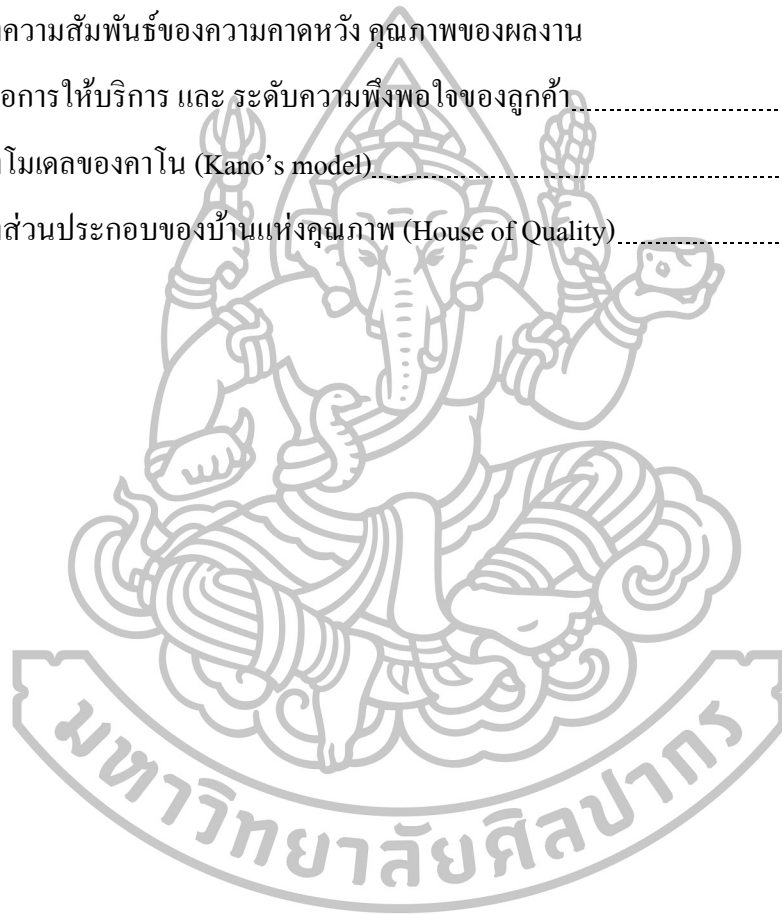 ความสัมพันธ์ของความคาดหวัง คุณภาพของผลงาน
การให้บริการ และ ระดับความพึงพอใจของลูกค้า
โมเดลของคาโน (Kano's model)
ส่วนประกอบของบ้านแห่งคุณภาพ (House of Quality)
มหาวิทยาลัยศิลปากร